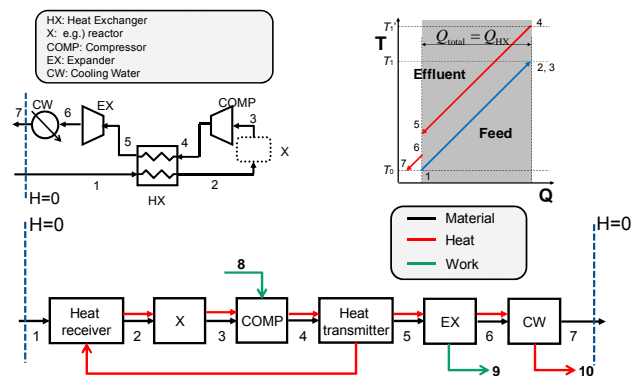 HX: Heat Exchanger
X: e.g.) reactor
COMP: Compressor
EX: Expander
CW: Cooling Water
7
CW
6
EX
5
4
COMP
3
X
1
HX
2
H=0
T
T₁'
T₁
T₀
Q_total = Q_HX
4
2, 3
Effluent
5
Feed
6
7
1
Q
Material
Heat
Work
H=0
H=0
8
1
Heat
receiver
2
X
3
COMP
4
Heat
transmitter
5
EX
6
CW
7
9
10